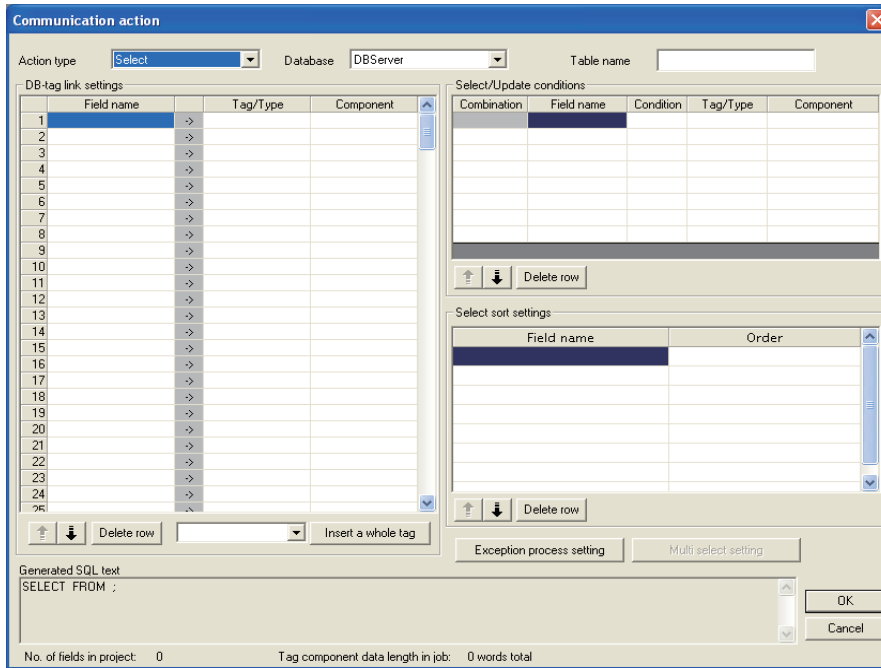 Communication action
Action type Select Database DBServer Table name
DB-tag link settings
Field name Tag/Type Component
1 ->
2 ->
3 ->
4 ->
5 ->
6 ->
7 ->
8 ->
9 ->
10 ->
11 ->
12 ->
13 ->
14 ->
15 ->
16 ->
17 ->
18 ->
19 ->
20 ->
21 ->
22 ->
23 ->
24 ->
25 ->
Delete row Insert a whole tag
Select/Update conditions
Combination Field name Condition Tag/Type Component
Delete row
Select sort settings
Field name Order
Delete row
Exception process setting Multi select setting
Generated SQL text
SELECT FROM ;
OK
Cancel
No. of fields in project: 0 Tag component data length in job: 0 words total